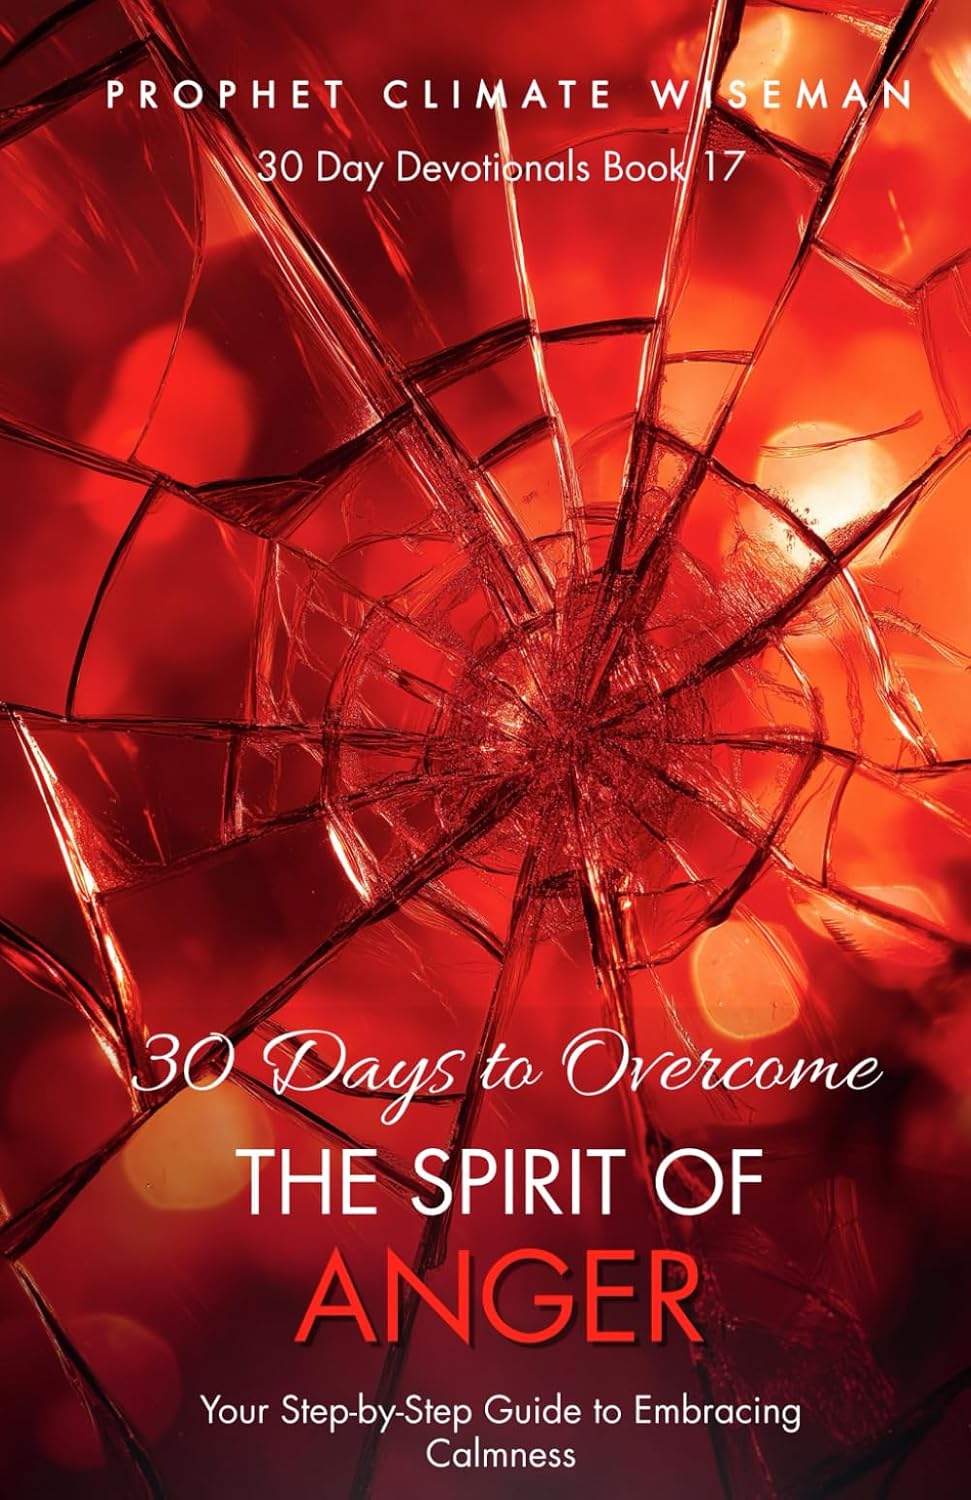 PROPHET CLIMATE WISEMAN
30 Day Devotionals Book 17
30 Days to Overcome
THE SPIRIT OF
ANGER
Your Step-by-Step Guide to Embracing
Calmness